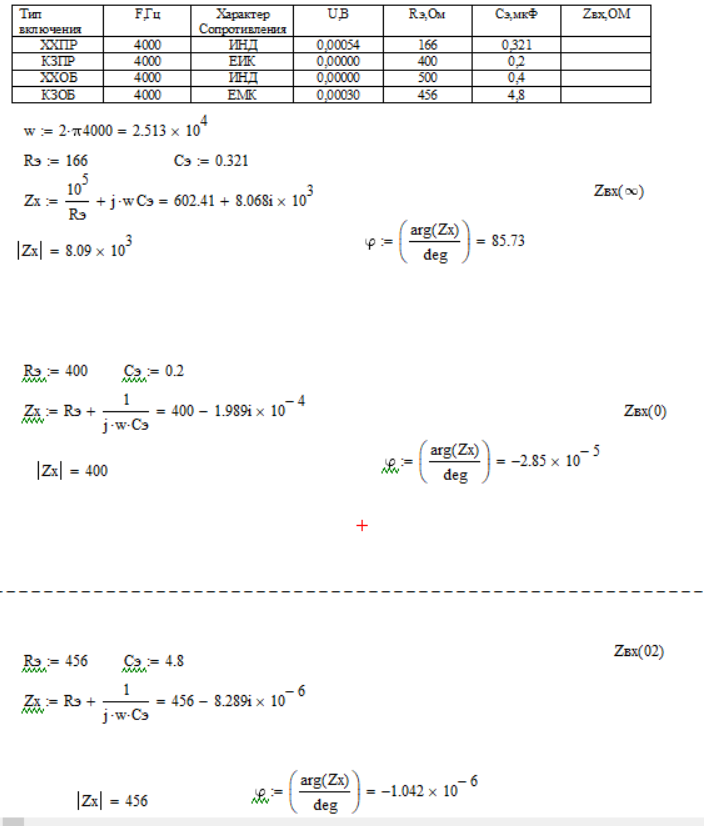 Тип включения F,Гц Характер Сопротивления U,В Rэ,Ом Сэ,мкФ Zвх,ОМ
ХХПР 4000 ИНД 0,00054 166 0,321
КЗПР 4000 ЕИК 0,00000 400 0,2
ХХОБ 4000 ИНД 0,00000 500 0,4
КЗОБ 4000 ЕМК 0,00030 456 4,8
w := 2·π4000 = 2.513 × 10^4
Rэ := 166 Сэ := 0.321
Zx := 10^5/Rэ + j·wСэ = 602.41 + 8.068i × 10^3 Zвх(∞)
|Zx| = 8.09 × 10^3 φ := (arg(Zx)/deg) = 85.73
Rэ := 400 Сэ := 0.2
Zx := Rэ + 1/(j·w·Сэ) = 400 − 1.989i × 10^−4 Zвх(0)
|Zx| = 400 φ := (arg(Zx)/deg) = −2.85 × 10^−5
Zвх(02)
Rэ := 456 Сэ := 4.8
Zx := Rэ + 1/(j·w·Сэ) = 456 − 8.289i × 10^−6
|Zx| = 456 φ := (arg(Zx)/deg) = −1.042 × 10^−6